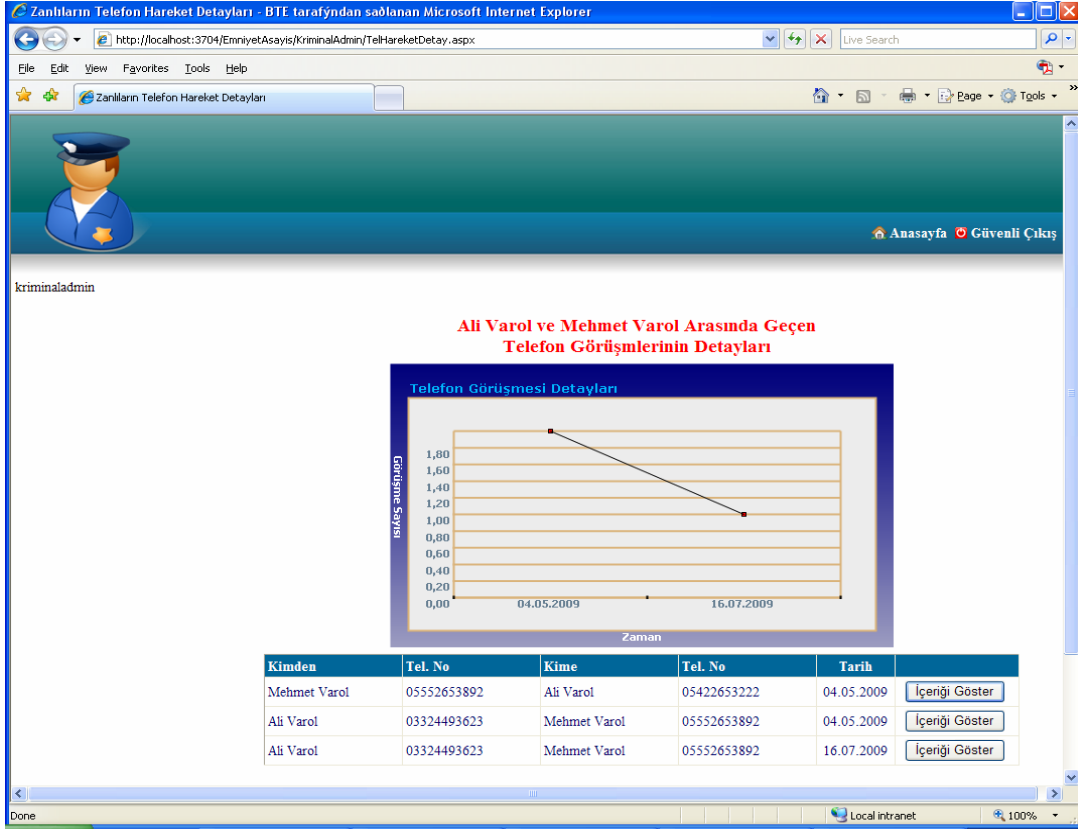 Zanlıların Telefon Hareket Detayları - BTE tarafýndan saðlanan Microsoft Internet Explorer
http://localhost:3704/EmniyetAsayis/KriminalAdmin/TelHareketDetay.aspx
Live Search
File Edit View Favorites Tools Help
Zanlıların Telefon Hareket Detayları
Page Tools »
Anasayfa Güvenli Çıkış
kriminaladmin
Ali Varol ve Mehmet Varol Arasında Geçen
Telefon Görüşmlerinin Detayları
Telefon Görüşmesi Detayları
Görüşme Sayısı
1,80
1,60
1,40
1,20
1,00
0,80
0,60
0,40
0,20
0,00
04.05.2009 16.07.2009
Zaman
Kimden Tel. No Kime Tel. No Tarih
Mehmet Varol 05552653892 Ali Varol 05422653222 04.05.2009 İçeriği Göster
Ali Varol 03324493623 Mehmet Varol 05552653892 04.05.2009 İçeriği Göster
Ali Varol 03324493623 Mehmet Varol 05552653892 16.07.2009 İçeriği Göster
Done Local intranet 100%